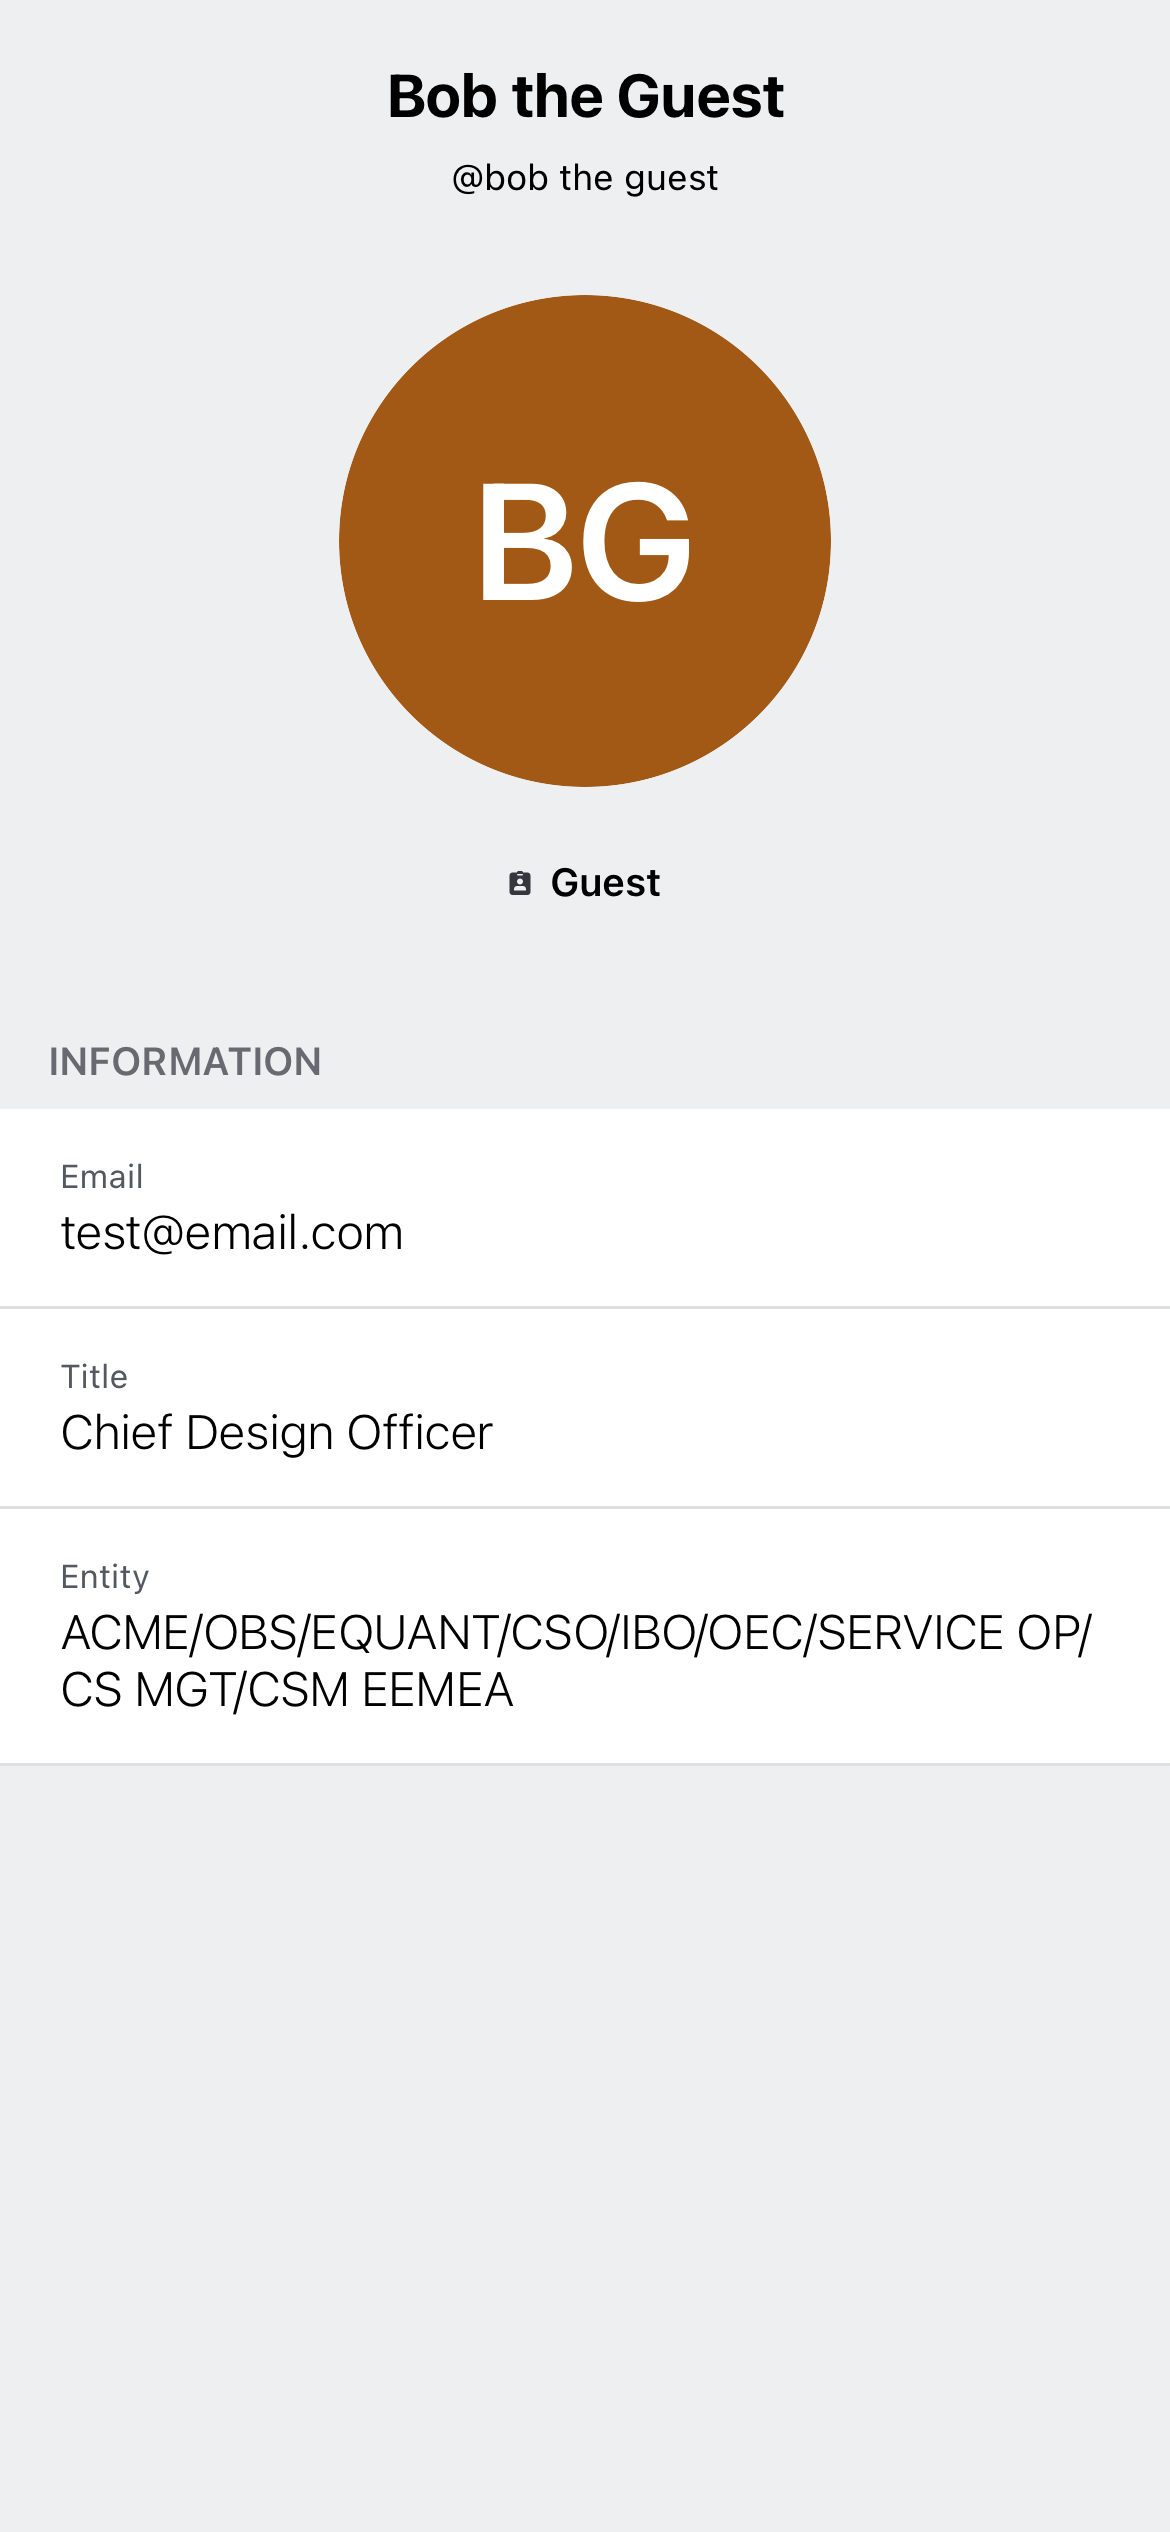 Bob the Guest
@bob the guest
BG
Guest
INFORMATION
Email
test@email.com
Title
Chief Design Officer
Entity
ACME/OBS/EQUANT/CSO/IBO/OEC/SERVICE OP/
CS MGT/CSM EEMEA